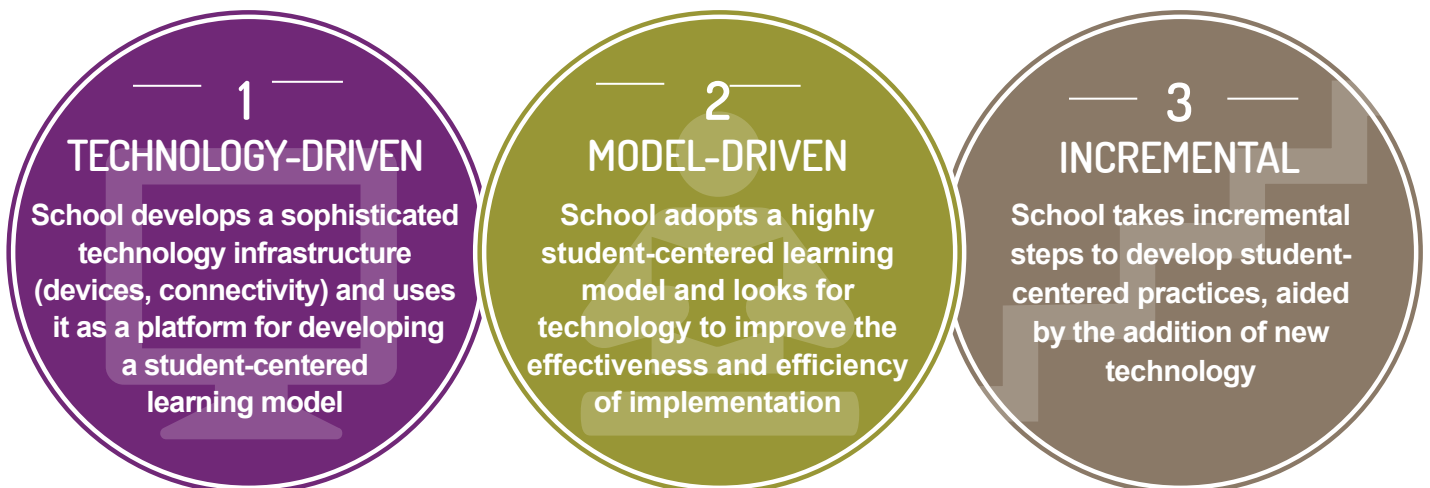 1
TECHNOLOGY-DRIVEN
School develops a sophisticated
technology infrastructure
(devices, connectivity) and uses
it as a platform for developing
a student-centered
learning model
2
MODEL-DRIVEN
School adopts a highly
student-centered learning
model and looks for
technology to improve the
effectiveness and efficiency
of implementation
3
INCREMENTAL
School takes incremental
steps to develop student-
centered practices, aided
by the addition of new
technology